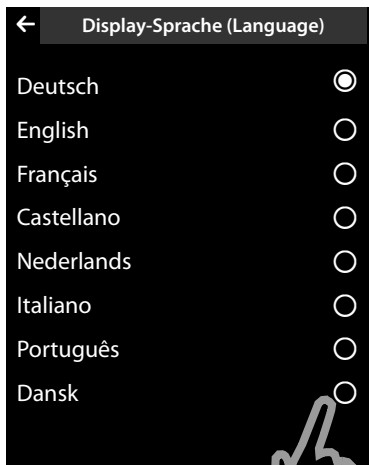 Display-Sprache (Language)
Deutsch
English
Français
Castellano
Nederlands
Italiano
Português
Dansk